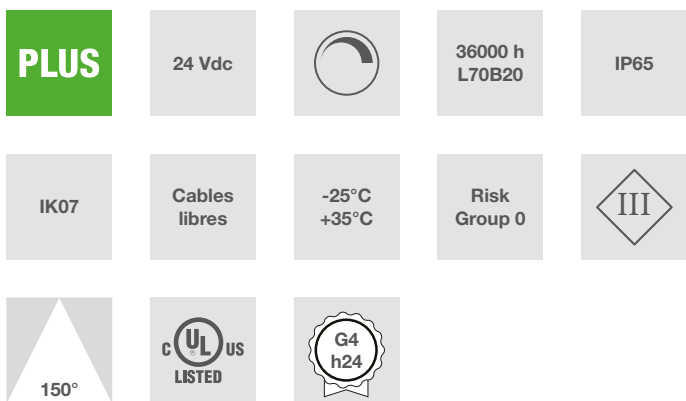 PLUS
24 Vdc
36000 h
L70B20
IP65
IK07
Cables
libres
-25°C
+35°C
Risk
Group 0
III
150°
C UL US
®
LISTED
G4
h24